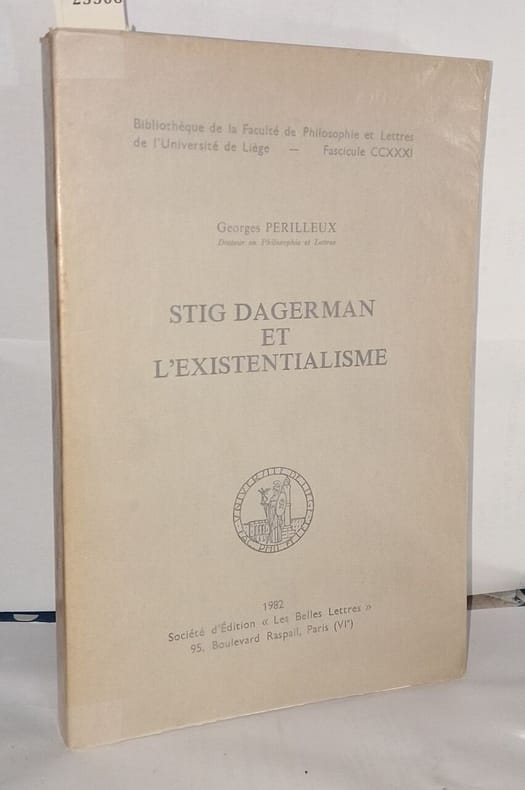 Bibliothèque de la Faculté de Philosophie et Lettres
de l'Université de Liège — Fascicule CCXXXI
Georges PERILLEUX
Docteur en Philosophie et Lettres
STIG DAGERMAN
ET
L'EXISTENTIALISME
1982
Société d'Édition « Les Belles Lettres »
95, Boulevard Raspail, Paris (VIᵉ)